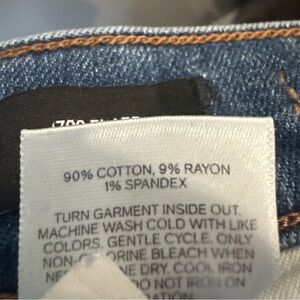 90% COTTON, 9% RAYON
1% SPANDEX
TURN GARMENT INSIDE OUT.
MACHINE WASH COLD WITH LIKE
COLORS. GENTLE CYCLE. ONLY
BLEACH WHEN
DRY. COOL IRON
DO NOT IRON ON